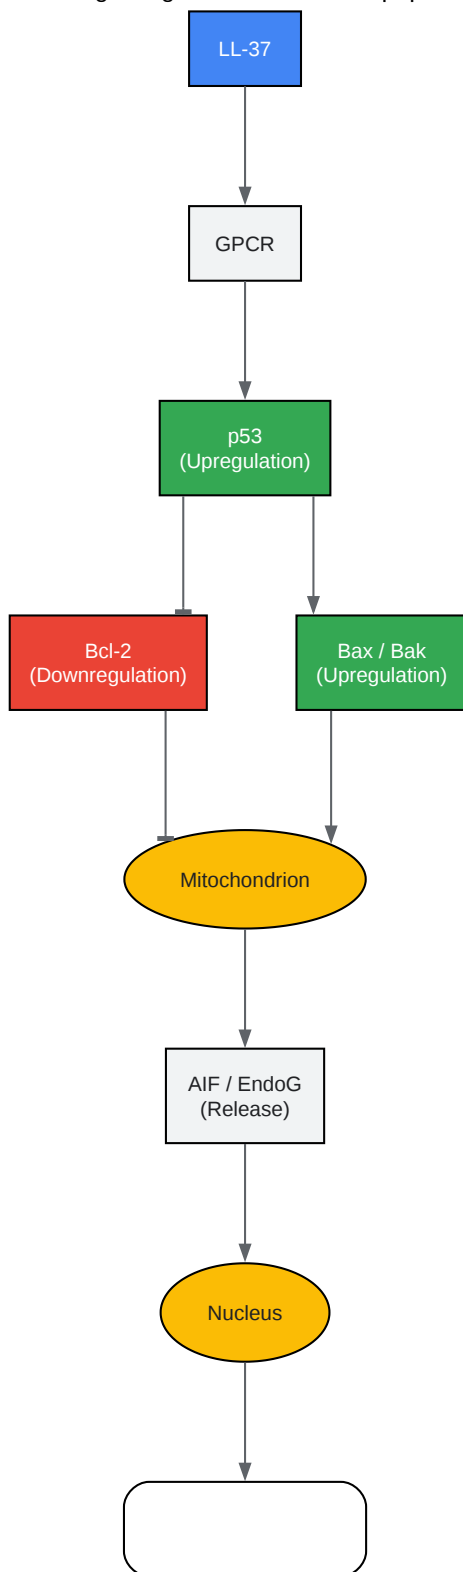 LL-37
GPCR
p53
(Upregulation)
Bcl-2
(Downregulation)
Bax / Bak
(Upregulation)
Mitochondrion
AIF / EndoG
(Release)
Nucleus